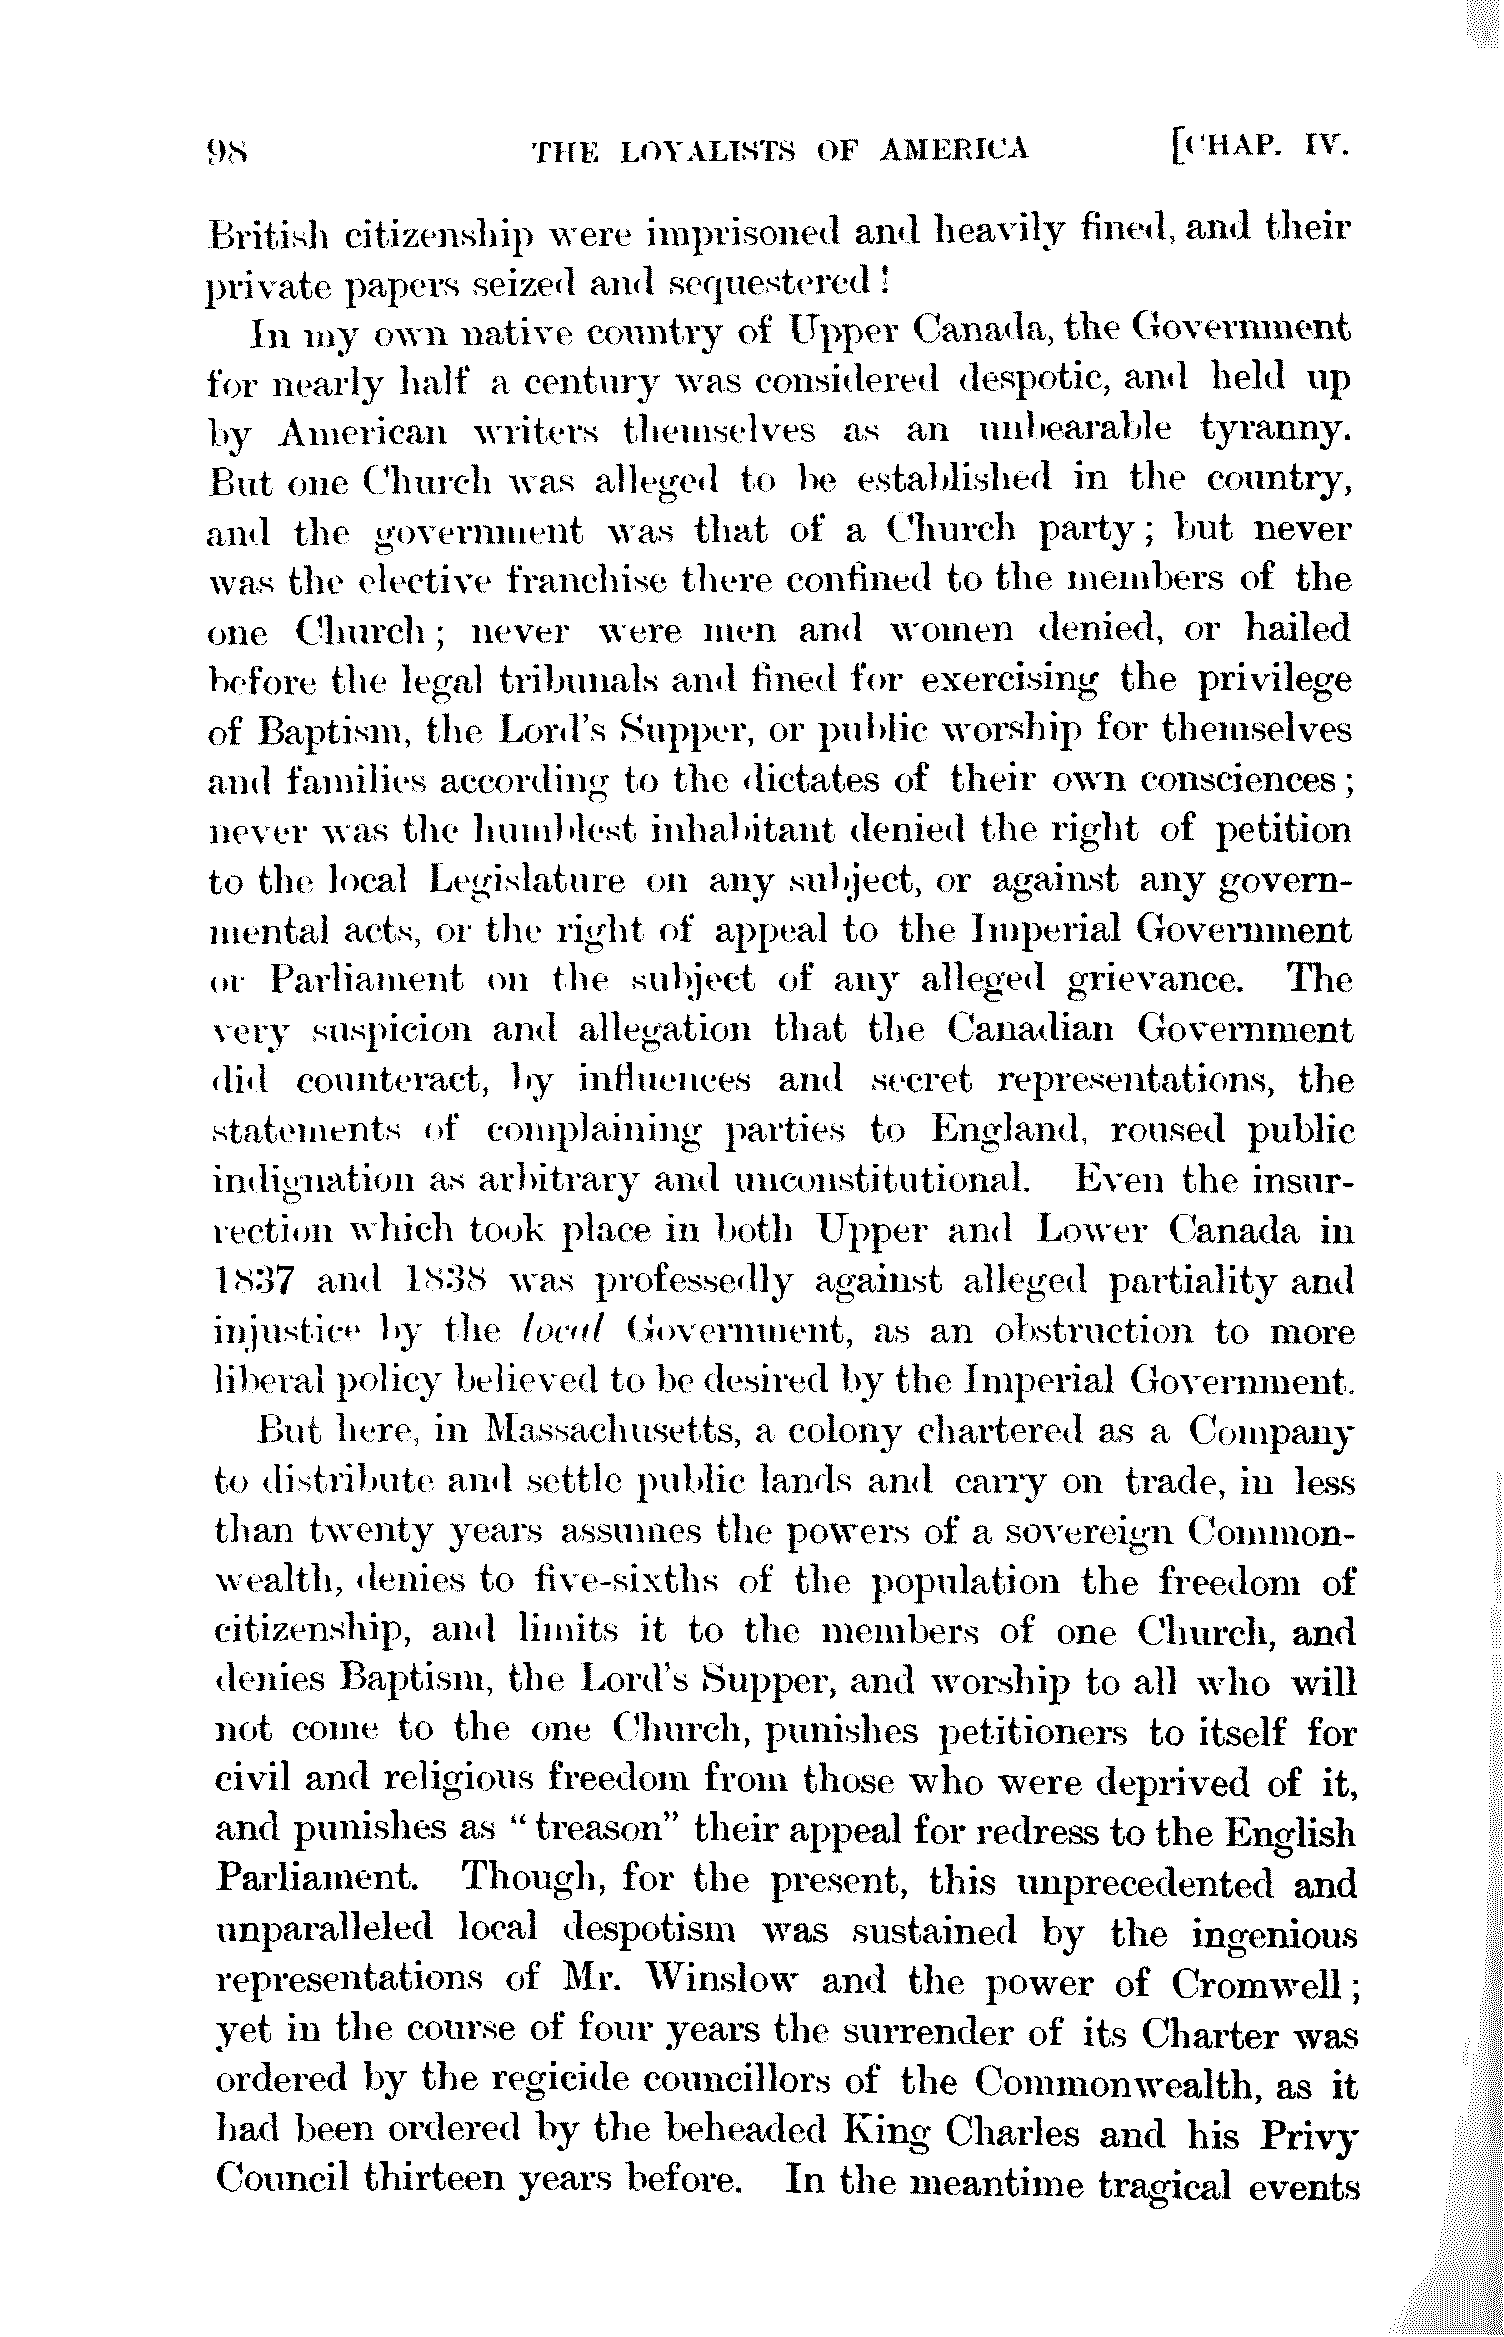 98 THE LOYALISTS OF AMERICA [CHAP. IV.
British citizenship were imprisoned and heavily fined, and their
private papers seized and sequestered!
In my own native country of Upper Canada, the Government
for nearly half a century was considered despotic, and held up
by American writers themselves as an unbearable tyranny.
But one Church was alleged to be established in the country,
and the government was that of a Church party; but never
was the elective franchise there confined to the members of the
one Church; never were men and women denied, or hailed
before the legal tribunals and fined for exercising the privilege
of Baptism, the Lord's Supper, or public worship for themselves
and families according to the dictates of their own consciences;
never was the humblest inhabitant denied the right of petition
to the local Legislature on any subject, or against any govern-
mental acts, or the right of appeal to the Imperial Government
or Parliament on the subject of any alleged grievance. The
very suspicion and allegation that the Canadian Government
did counteract, by influences and secret representations, the
statements of complaining parties to England, roused public
indignation as arbitrary and unconstitutional. Even the insur-
rection which took place in both Upper and Lower Canada in
1837 and 1838 was professedly against alleged partiality and
injustice by the local Government, as an obstruction to more
liberal policy believed to be desired by the Imperial Government.
But here, in Massachusetts, a colony chartered as a Company
to distribute and settle public lands and carry on trade, in less
than twenty years assumes the powers of a sovereign Common-
wealth, denies to five-sixths of the population the freedom of
citizenship, and limits it to the members of one Church, and
denies Baptism, the Lord's Supper, and worship to all who will
not come to the one Church, punishes petitioners to itself for
civil and religious freedom from those who were deprived of it,
and punishes as "treason" their appeal for redress to the English
Parliament. Though, for the present, this unprecedented and
unparalleled local despotism was sustained by the ingenious
representations of Mr. Winslow and the power of Cromwell;
yet in the course of four years the surrender of its Charter was
ordered by the regicide councillors of the Commonwealth, as it
had been ordered by the beheaded King Charles and his Privy
Council thirteen years before. In the meantime tragical events